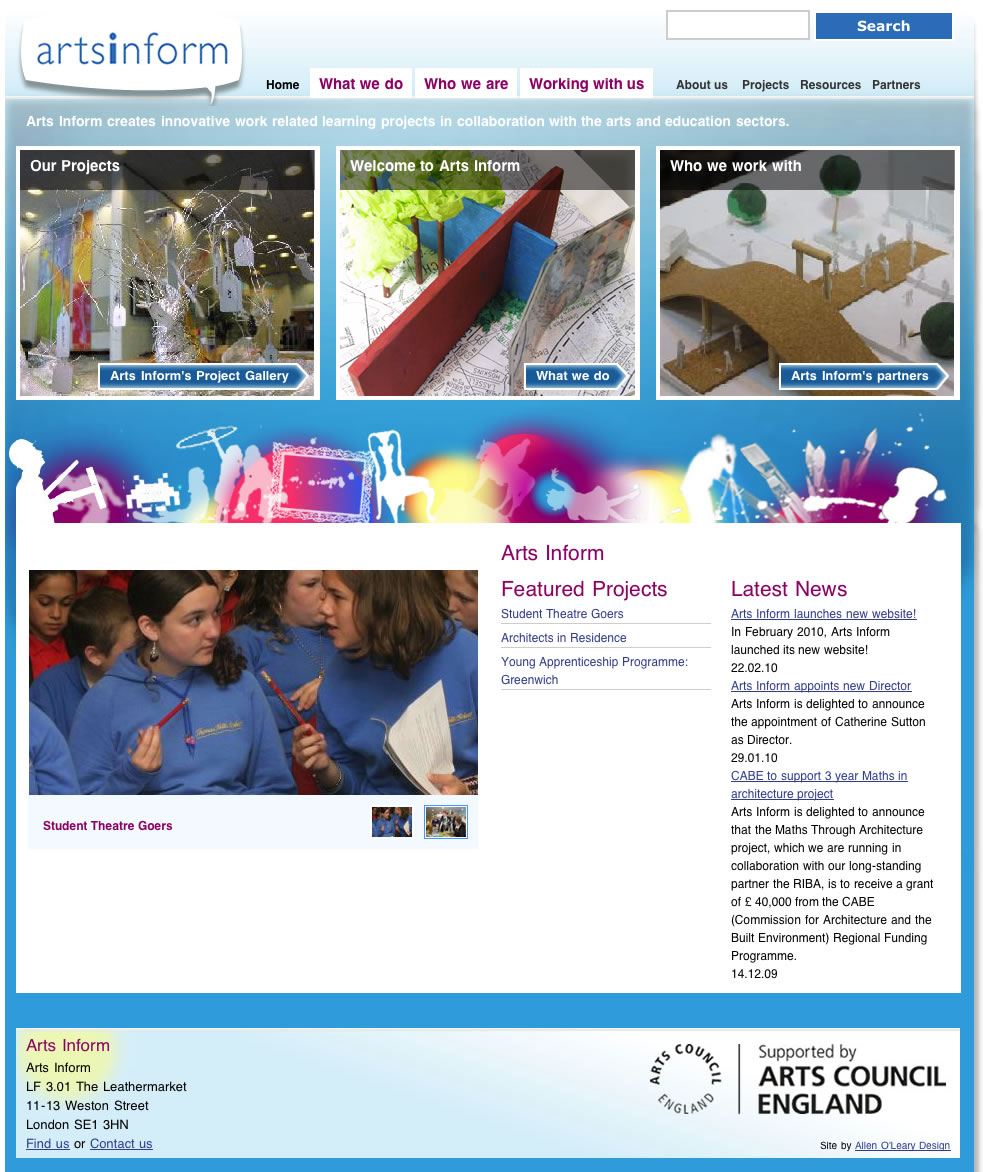 artsinform
Search
Home What we do Who we are Working with us About us Projects Resources Partners
Arts Inform creates innovative work related learning projects in collaboration with the arts and education sectors.
Our Projects
Arts Inform's Project Gallery
Welcome to Arts Inform
What we do
Who we work with
Arts Inform's partners
Student Theatre Goers
Arts Inform
Featured Projects
Student Theatre Goers
Architects in Residence
Young Apprenticeship Programme:
Greenwich
Latest News
Arts Inform launches new website!
In February 2010, Arts Inform
launched its new website!
22.02.10
Arts Inform appoints new Director
Arts Inform is delighted to announce
the appointment of Catherine Sutton
as Director.
29.01.10
CABE to support 3 year Maths in
architecture project
Arts Inform is delighted to announce
that the Maths Through Architecture
project, which we are running in
collaboration with our long-standing
partner the RIBA, is to receive a grant
of £ 40,000 from the CABE
(Commission for Architecture and the
Built Environment) Regional Funding
Programme.
14.12.09
Arts Inform
Arts Inform
LF 3.01 The Leathermarket
11-13 Weston Street
London SE1 3HN
Find us or Contact us
ARTS COUNCIL
ENGLAND
Supported by
ARTS COUNCIL
ENGLAND
Site by Allen O'Leary Design